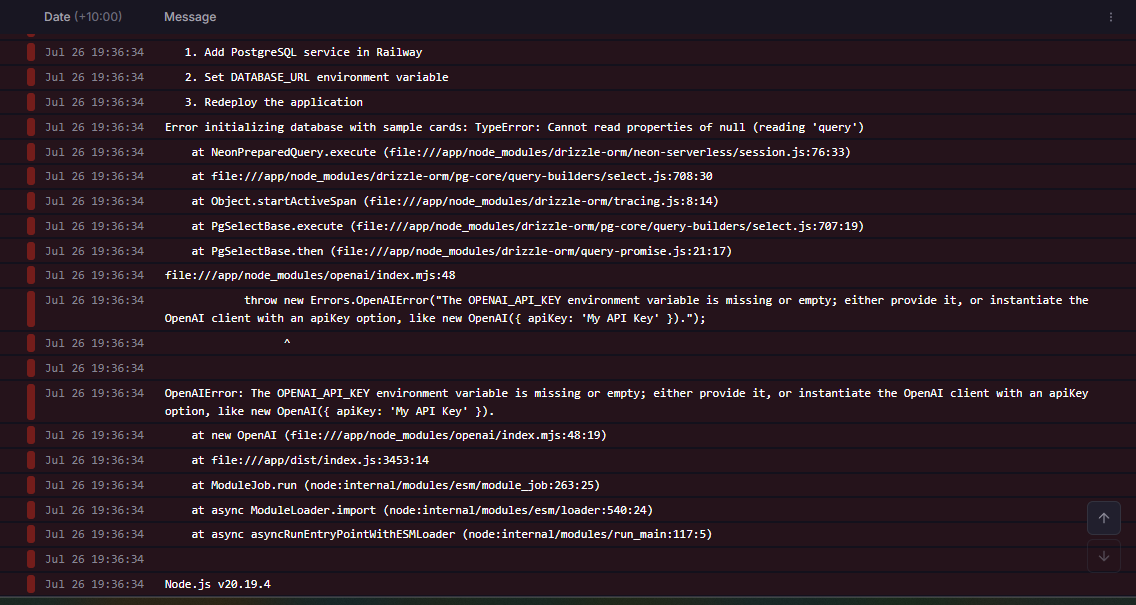 Date (+10:00) Message
Jul 26 19:36:34 1. Add PostgreSQL service in Railway
Jul 26 19:36:34 2. Set DATABASE_URL environment variable
Jul 26 19:36:34 3. Redeploy the application
Jul 26 19:36:34 Error initializing database with sample cards: TypeError: Cannot read properties of null (reading 'query')
Jul 26 19:36:34 at NeonPreparedQuery.execute (file:///app/node_modules/drizzle-orm/neon-serverless/session.js:76:33)
Jul 26 19:36:34 at file:///app/node_modules/drizzle-orm/pg-core/query-builders/select.js:708:30
Jul 26 19:36:34 at Object.startActiveSpan (file:///app/node_modules/drizzle-orm/tracing.js:8:14)
Jul 26 19:36:34 at PgSelectBase.execute (file:///app/node_modules/drizzle-orm/pg-core/query-builders/select.js:707:19)
Jul 26 19:36:34 at PgSelectBase.then (file:///app/node_modules/drizzle-orm/query-promise.js:21:17)
Jul 26 19:36:34 file:///app/node_modules/openai/index.mjs:48
Jul 26 19:36:34 throw new Errors.OpenAIError("The OPENAI_API_KEY environment variable is missing or empty; either provide it, or instantiate the
OpenAI client with an apiKey option, like new OpenAI({ apiKey: 'My API Key' }).");
Jul 26 19:36:34 ^
Jul 26 19:36:34
Jul 26 19:36:34 OpenAIError: The OPENAI_API_KEY environment variable is missing or empty; either provide it, or instantiate the OpenAI client with an apiKey
option, like new OpenAI({ apiKey: 'My API Key' }).
Jul 26 19:36:34 at new OpenAI (file:///app/node_modules/openai/index.mjs:48:19)
Jul 26 19:36:34 at file:///app/dist/index.js:3453:14
Jul 26 19:36:34 at ModuleJob.run (node:internal/modules/esm/module_job:263:25)
Jul 26 19:36:34 at async ModuleLoader.import (node:internal/modules/esm/loader:540:24)
Jul 26 19:36:34 at async asyncRunEntryPointWithESMLoader (node:internal/modules/run_main:117:5)
Jul 26 19:36:34
Jul 26 19:36:34 Node.js v20.19.4